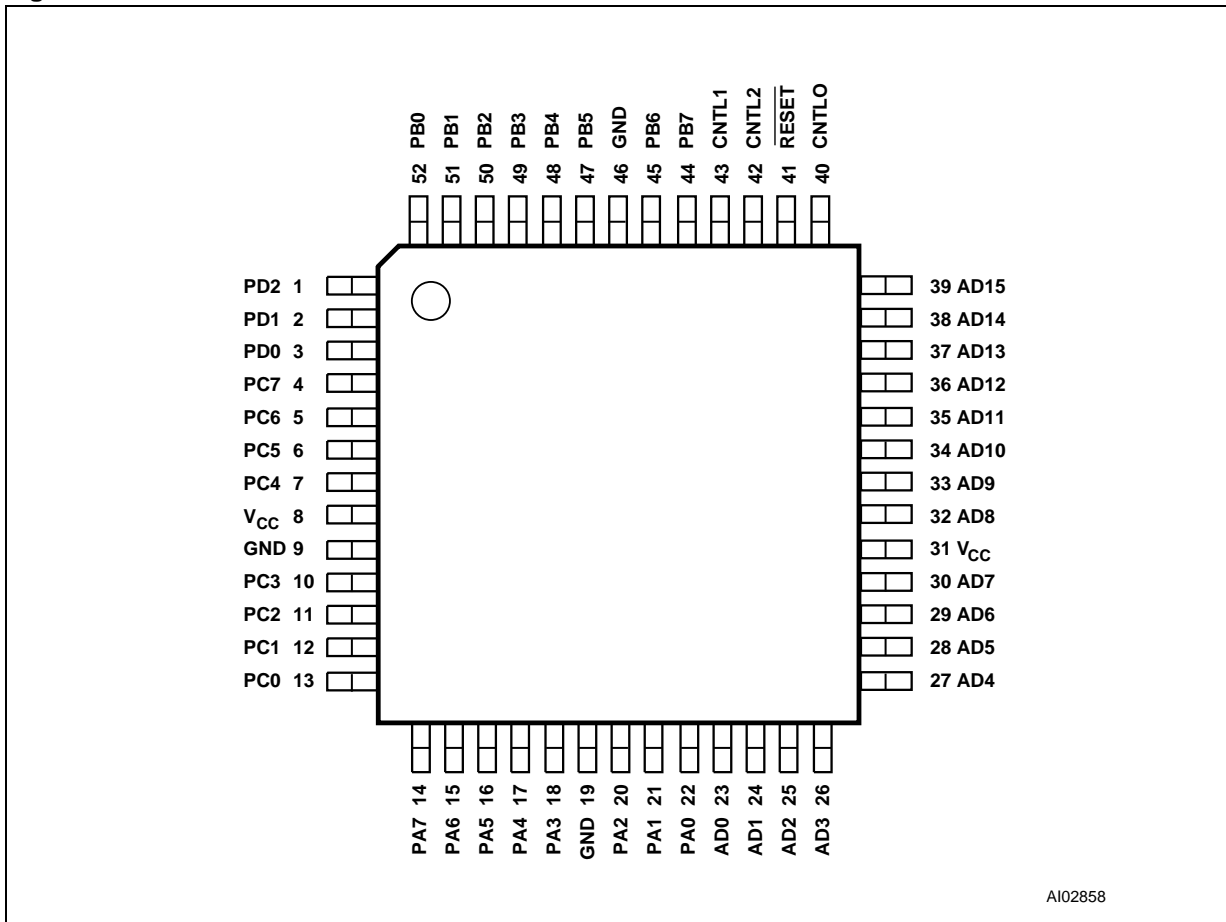 52 PB0
51 PB1
50 PB2
49 PB3
48 PB4
47 PB5
46 GND
45 PB6
44 PB7
43 CNTL1
42 CNTL2
41 RESET
40 CNTLO
PD2 1
PD1 2
PD0 3
PC7 4
PC6 5
PC5 6
PC4 7
VCC 8
GND 9
PC3 10
PC2 11
PC1 12
PC0 13
39 AD15
38 AD14
37 AD13
36 AD12
35 AD11
34 AD10
33 AD9
32 AD8
31 VCC
30 AD7
29 AD6
28 AD5
27 AD4
PA7 14
PA6 15
PA5 16
PA4 17
PA3 18
GND 19
PA2 20
PA1 21
PA0 22
AD0 23
AD1 24
AD2 25
AD3 26
AI02858